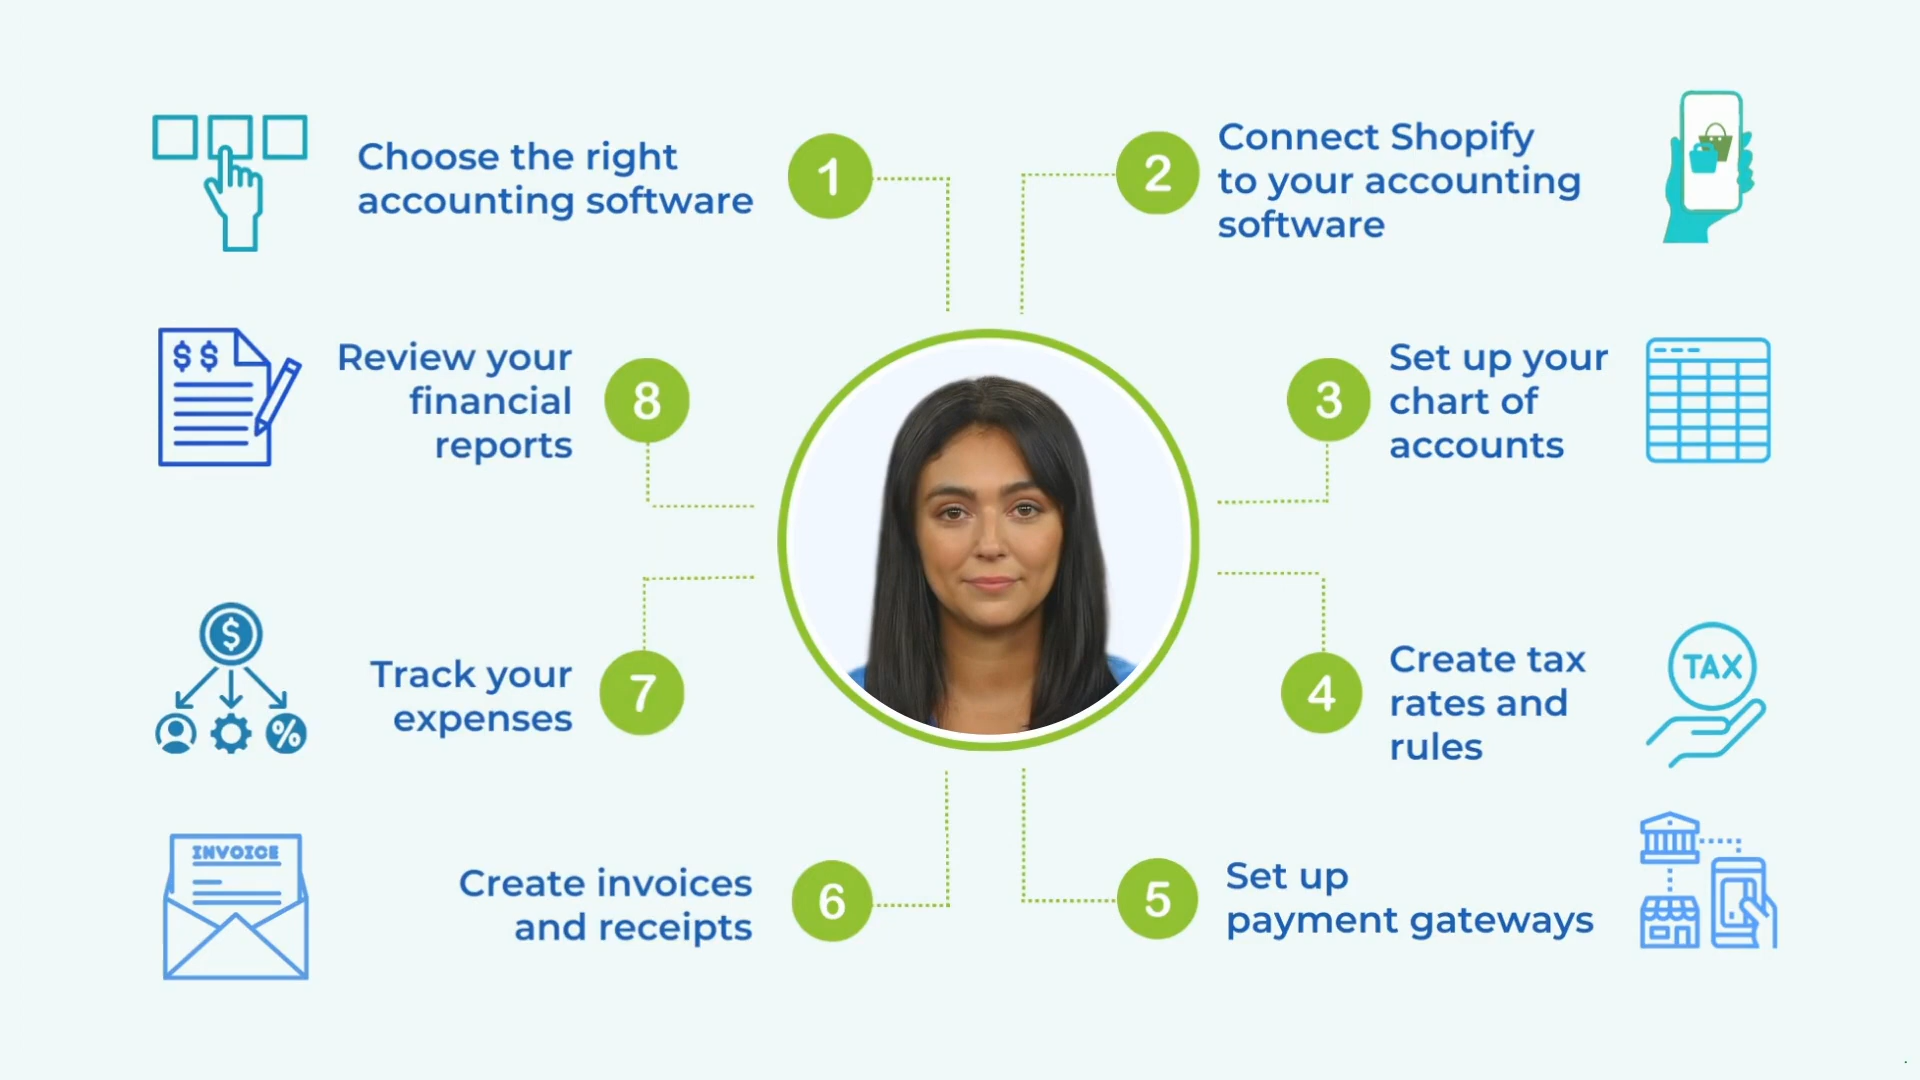 Choose the right
accounting software
1
2
Connect Shopify
to your accounting
software
$ $
Review your
financial
reports
8
3
Set up your
chart of
accounts
$
%
Track your
expenses
7
4
Create tax
rates and
rules
TAX
INVOICE
Create invoices
and receipts
6
5
Set up
payment gateways